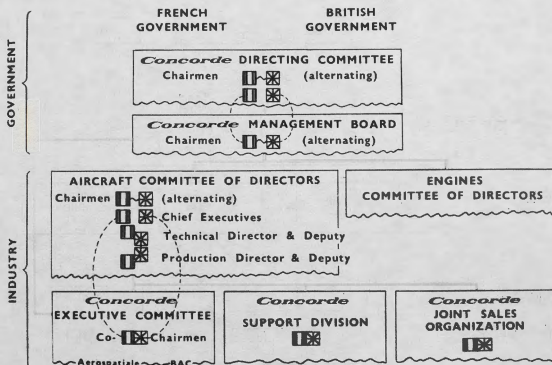 FRENCH GOVERNMENT
BRITISH GOVERNMENT
GOVERNMENT
Concorde DIRECTING COMMITTEE
Chairmen (alternating)
Concorde MANAGEMENT BOARD
Chairmen (alternating)
INDUSTRY
AIRCRAFT COMMITTEE OF DIRECTORS
Chairmen (alternating)
Chief Executives
Technical Director & Deputy
Production Director & Deputy
ENGINES
COMMITTEE OF DIRECTORS
Concorde
EXECUTIVE COMMITTEE
Co- Chairmen
Aerospatiale BAC
Concorde
SUPPORT DIVISION
Concorde
JOINT SALES
ORGANIZATION